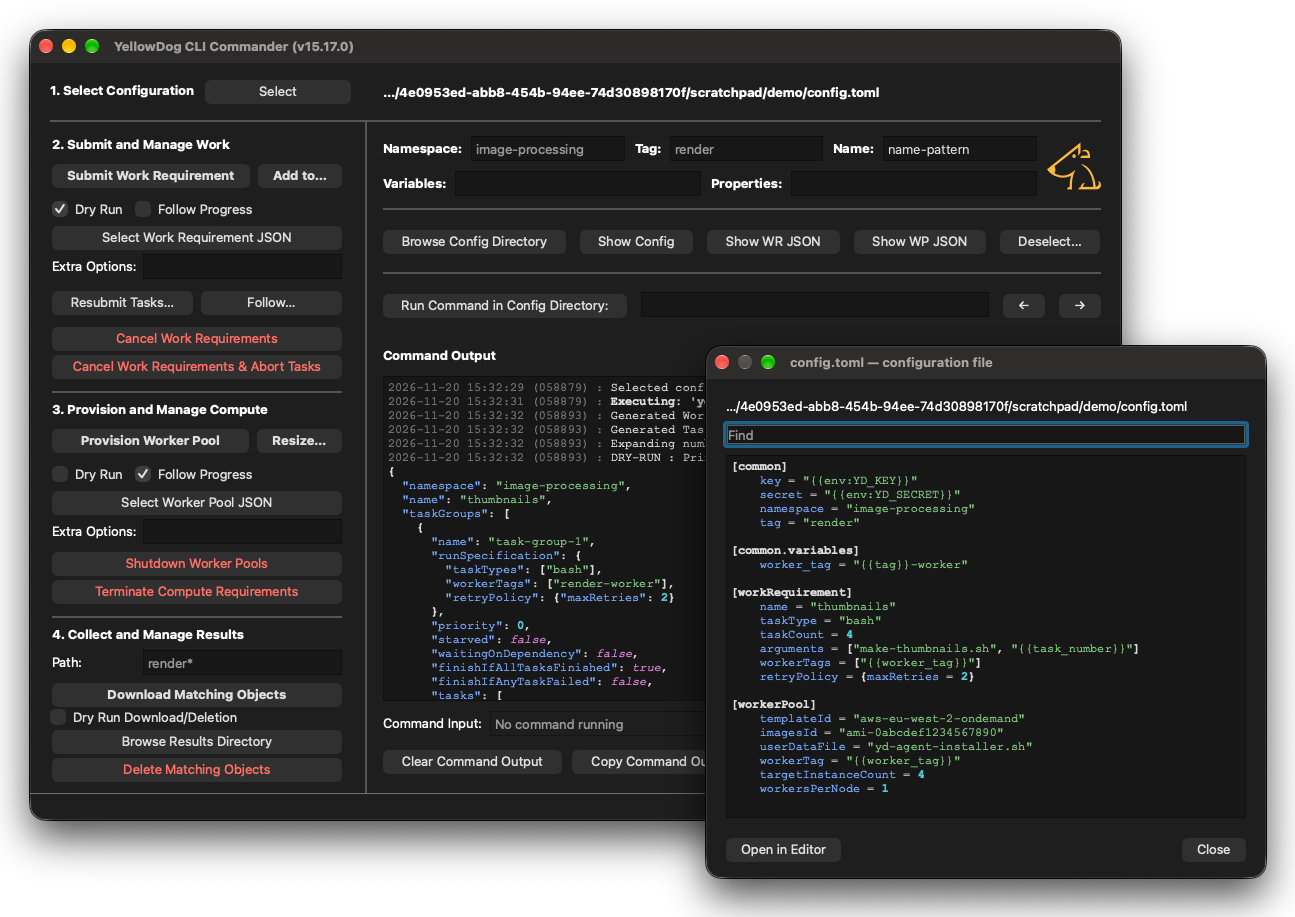 YellowDog CLI Commander (v15.17.0)
1. Select Configuration
Select
.../4e0953ed-abb8-454b-94ee-74d30898170f/scratchpad/demo/config.toml
2. Submit and Manage Work
Submit Work Requirement
Add to...
Dry Run
Follow Progress
Select Work Requirement JSON
Extra Options:
Resubmit Tasks...
Follow...
Cancel Work Requirements
Cancel Work Requirements & Abort Tasks
3. Provision and Manage Compute
Provision Worker Pool
Resize...
Dry Run
Follow Progress
Select Worker Pool JSON
Extra Options:
Shutdown Worker Pools
Terminate Compute Requirements
4. Collect and Manage Results
Path:
render*
Download Matching Objects
Dry Run Download/Deletion
Browse Results Directory
Delete Matching Objects
Namespace:
image-processing
Tag:
render
Name:
name-pattern
Variables:
Properties:
Browse Config Directory
Show Config
Show WR JSON
Show WP JSON
Deselect...
Run Command in Config Directory:
←
→
Command Output
2026-11-20 15:32:29 (058879) : Selected conf
2026-11-20 15:32:31 (058879) : Executing: 'y
2026-11-20 15:32:32 (058893) : Generated Wor
2026-11-20 15:32:32 (058893) : Generated Tas
2026-11-20 15:32:32 (058893) : Expanding num
2026-11-20 15:32:32 (058893) : DRY-RUN : Pri
{
"namespace": "image-processing",
"name": "thumbnails",
"taskGroups": [
{
"name": "task-group-1",
"runSpecification": {
"taskTypes": ["bash"],
"workerTags": ["render-worker"],
"retryPolicy": {"maxRetries": 2}
},
"priority": 0,
"starved": false,
"waitingOnDependency": false,
"finishIfAllTasksFinished": true,
"finishIfAnyTaskFailed": false,
"tasks": [
Command Input:
No command running
Clear Command Output
Copy Command Ou
config.toml — configuration file
.../4e0953ed-abb8-454b-94ee-74d30898170f/scratchpad/demo/config.toml
Find
[common]
key = "{{env:YD_KEY}}"
secret = "{{env:YD_SECRET}}"
namespace = "image-processing"
tag = "render"
[common.variables]
worker_tag = "{{tag}}-worker"
[workRequirement]
name = "thumbnails"
taskType = "bash"
taskCount = 4
arguments = ["make-thumbnails.sh", "{{task_number}}"]
workerTags = ["{{worker_tag}}"]
retryPolicy = {maxRetries = 2}
[workerPool]
templateId = "aws-eu-west-2-ondemand"
imagesId = "ami-0abcdef1234567890"
userDataFile = "yd-agent-installer.sh"
workerTag = "{{worker_tag}}"
targetInstanceCount = 4
workersPerNode = 1
Open in Editor
Close